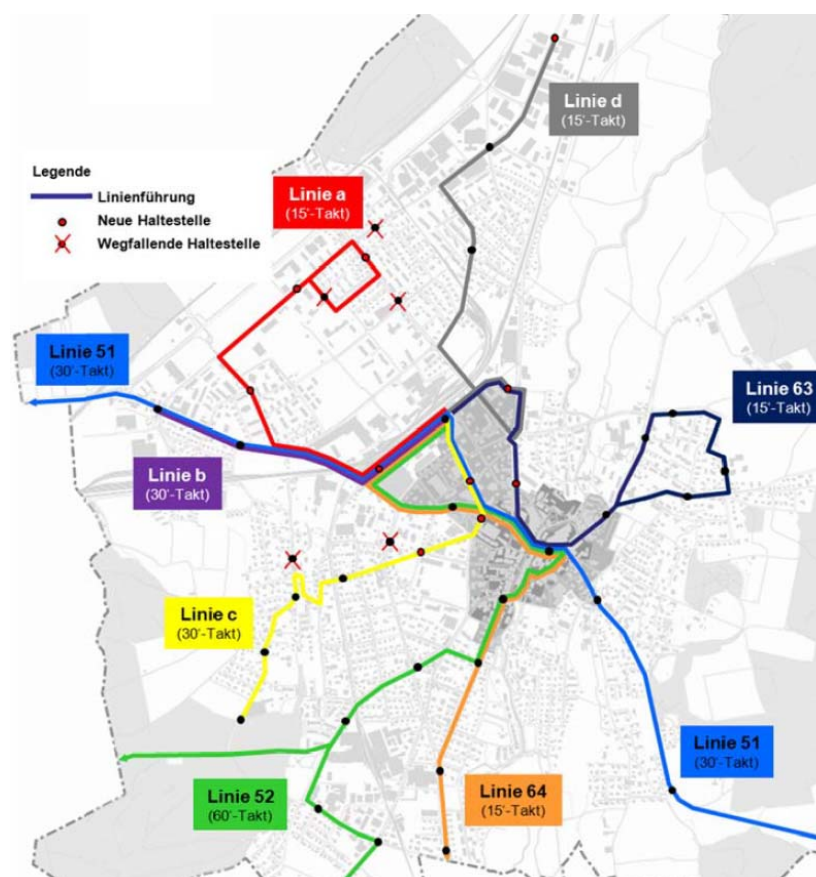 Linie d
(15'-Takt)
Legende
Linienführung
Neue Haltestelle
Wegfallende Haltestelle
Linie a
(15'-Takt)
Linie 51
(30'-Takt)
Linie 63
(15'-Takt)
Linie b
(30'-Takt)
Linie c
(30'-Takt)
Linie 51
(30'-Takt)
Linie 52
(60'-Takt)
Linie 64
(15'-Takt)